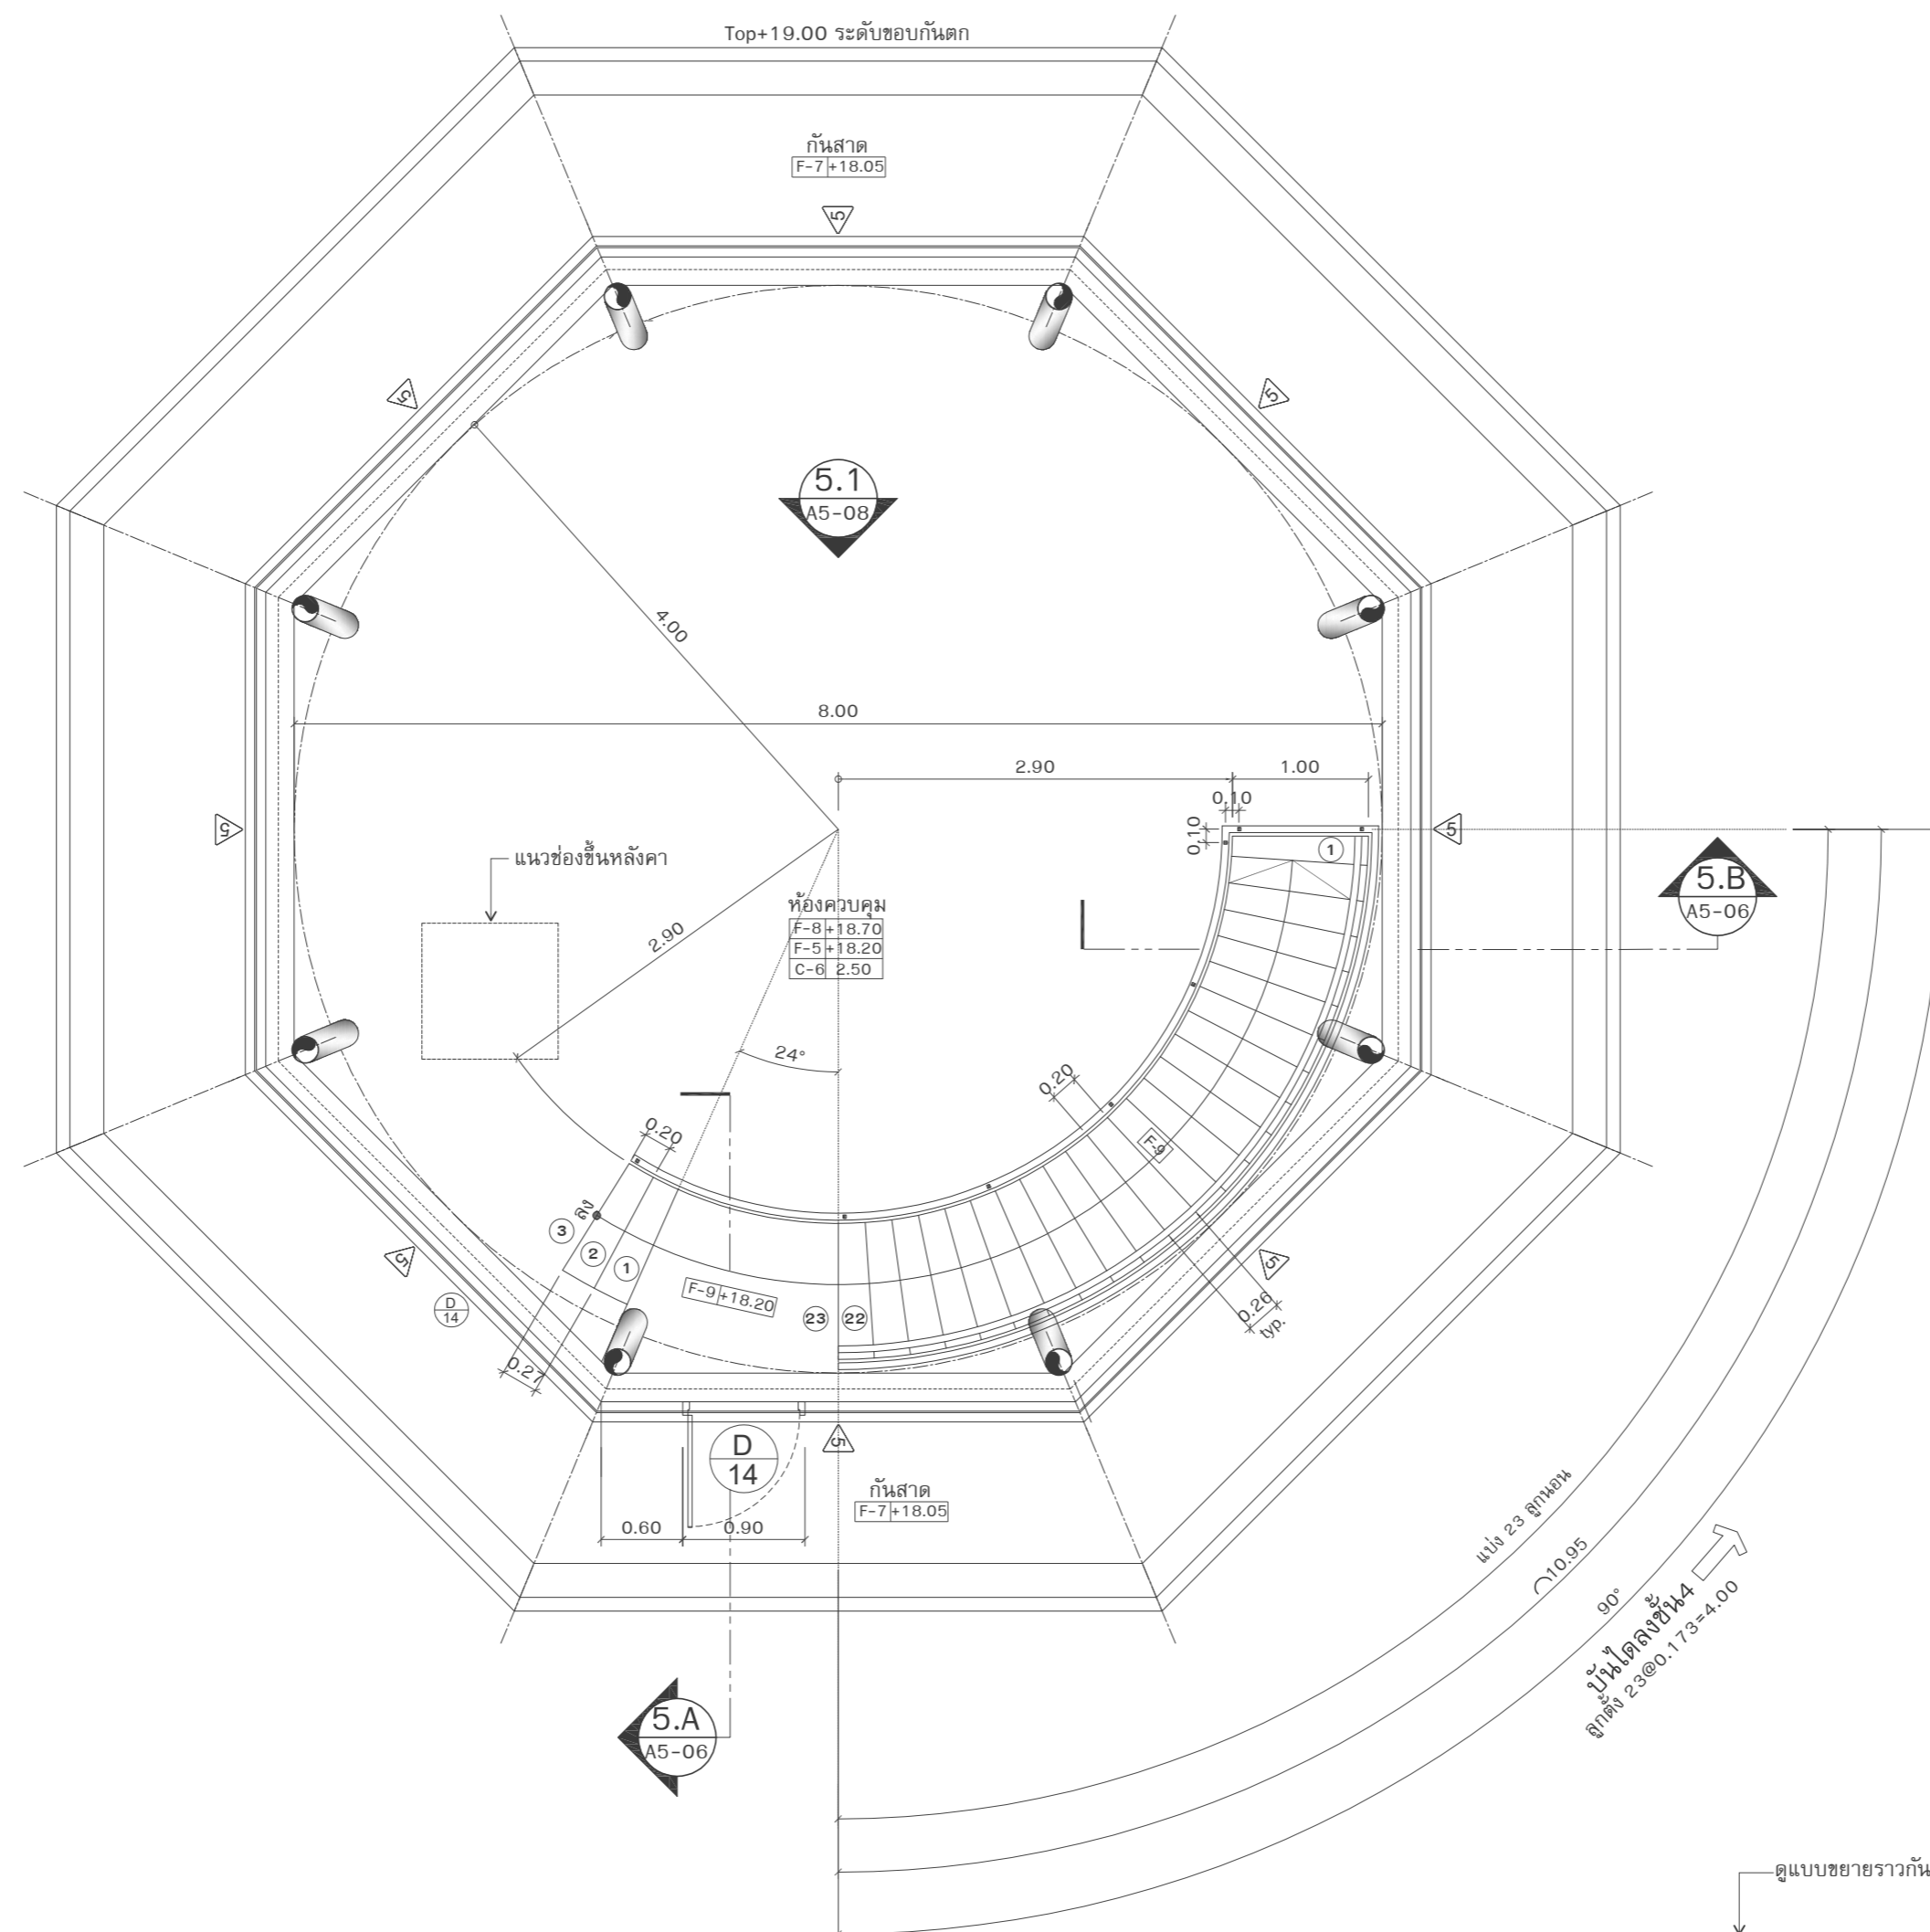 Top+19.00 ระดับขอบกันตก
กันสาด
F-7 +18.05
5
5
5
5.1
A5-08
4.00
8.00
2.90
1.00
0.10
0.10
5
5
1
แนวช่องขึ้นหลังคา
5.B
A5-06
ห้องควบคุม
F-8 +18.70
F-5 +18.20
C-6 2.50
2.90
24°
0.20
0.20
F-9
ลง
3
2
1
F-9 +18.20
23
22
5
5
D
14
0.26
typ.
0.27
D
14
5
กันสาด
F-7 +18.05
0.60
0.90
แบ่ง 23 ลูกนอน
10.95
90°
บันไดลงชั้น4
ลูกตั้ง 23@0.173=4.00
5.A
A5-06
ดูแบบขยายราวกัน